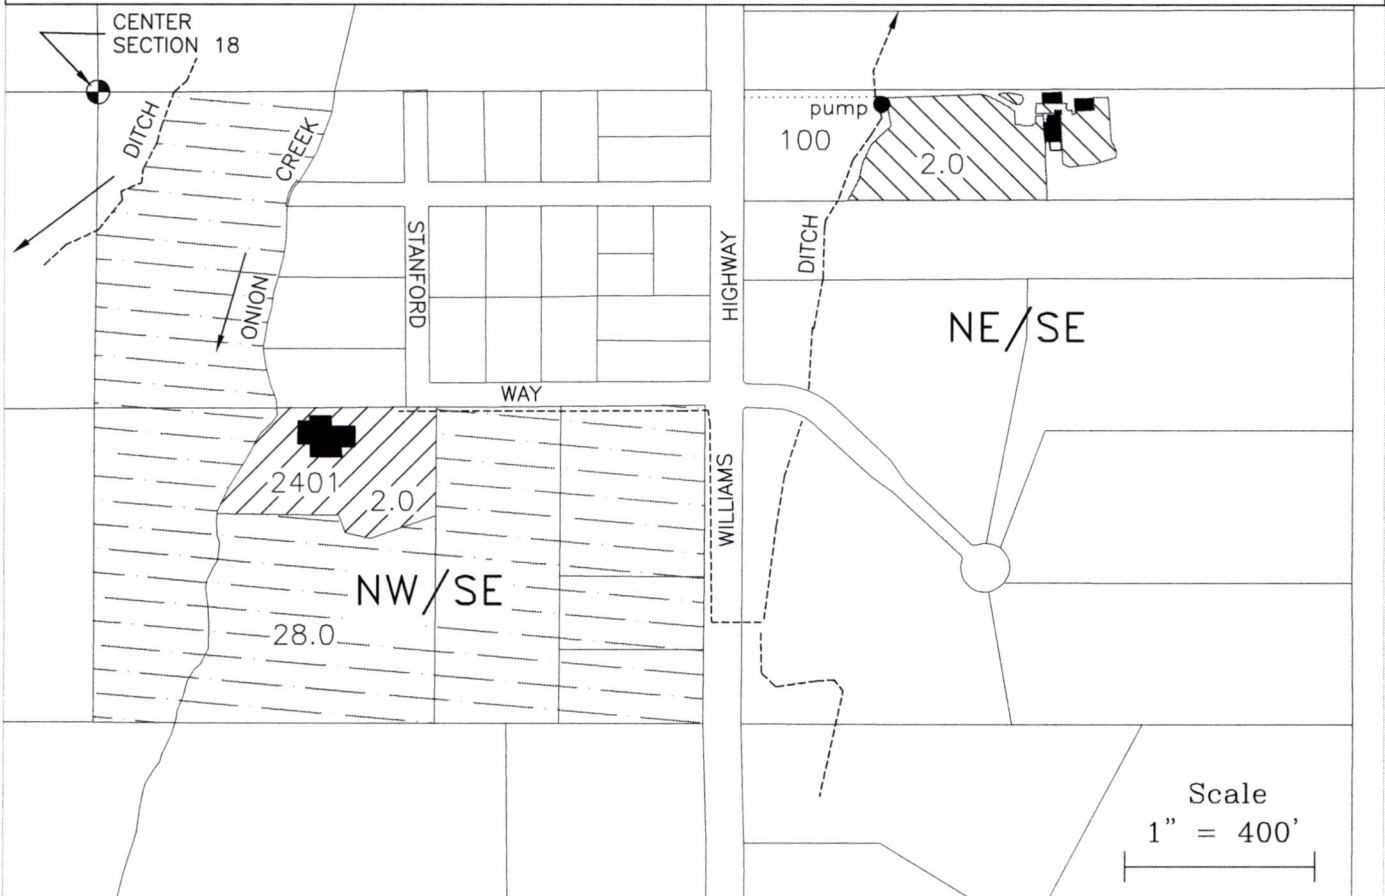 CENTER
SECTION 18
DITCH
CREEK
ONION
STANFORD
HIGHWAY
pump
100
2.0
DITCH
NE/SE
WAY
2401
2.0
WILLIAMS
NW/SE
28.0
Scale
1" = 400'